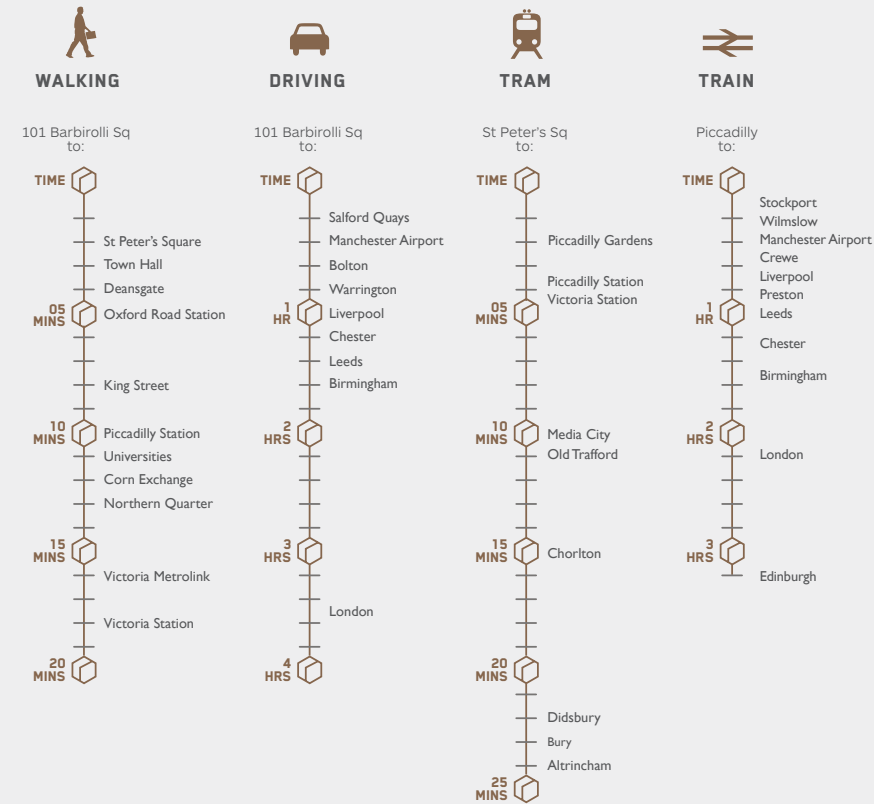 WALKING
101 Barbirolli Sq
to:
TIME
St Peter's Square
Town Hall
Deansgate
05
MINS
Oxford Road Station
King Street
10
MINS
Piccadilly Station
Universities
Corn Exchange
Northern Quarter
15
MINS
Victoria Metrolink
Victoria Station
20
MINS
DRIVING
101 Barbirolli Sq
to:
TIME
Salford Quays
Manchester Airport
Bolton
Warrington
1
HR
Liverpool
Chester
Leeds
Birmingham
2
HRS
3
HRS
London
4
HRS
TRAM
St Peter's Sq
to:
TIME
Piccadilly Gardens
Piccadilly Station
Victoria Station
05
MINS
10
MINS
Media City
Old Trafford
15
MINS
Chorlton
20
MINS
Didsbury
Bury
Altrincham
25
MINS
TRAIN
Piccadilly
to:
TIME
Stockport
Wilmslow
Manchester Airport
Crewe
Liverpool
Preston
1
HR
Leeds
Chester
Birmingham
2
HRS
London
3
HRS
Edinburgh